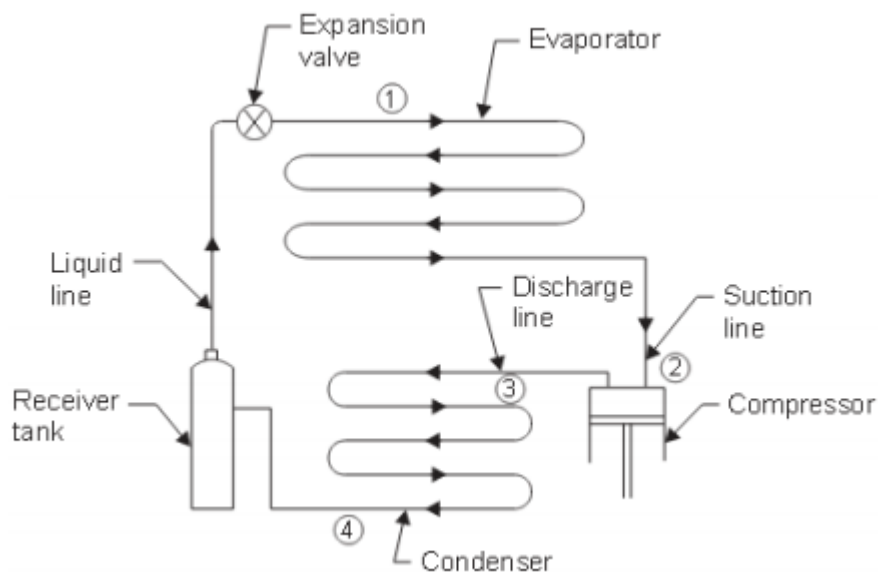 Expansion
valve
Evaporator
1
Liquid
line
Discharge
line
Suction
line
2
3
Receiver
tank
Compressor
4
Condenser